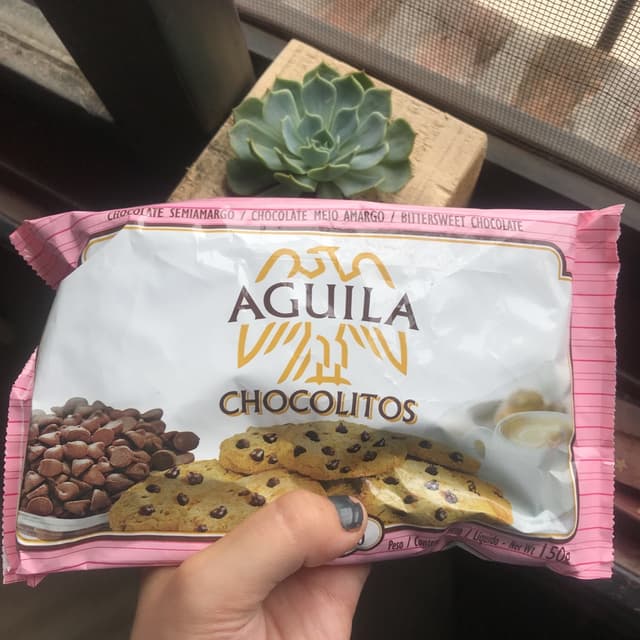 CHOCOLATE SEMIAMARGO / CHOCOLATE MEIO AMARGO / BITTERSWEET CHOCOLATE
AGUILA
CHOCOLITOS
Peso / Líquido - Net Wt. 150g